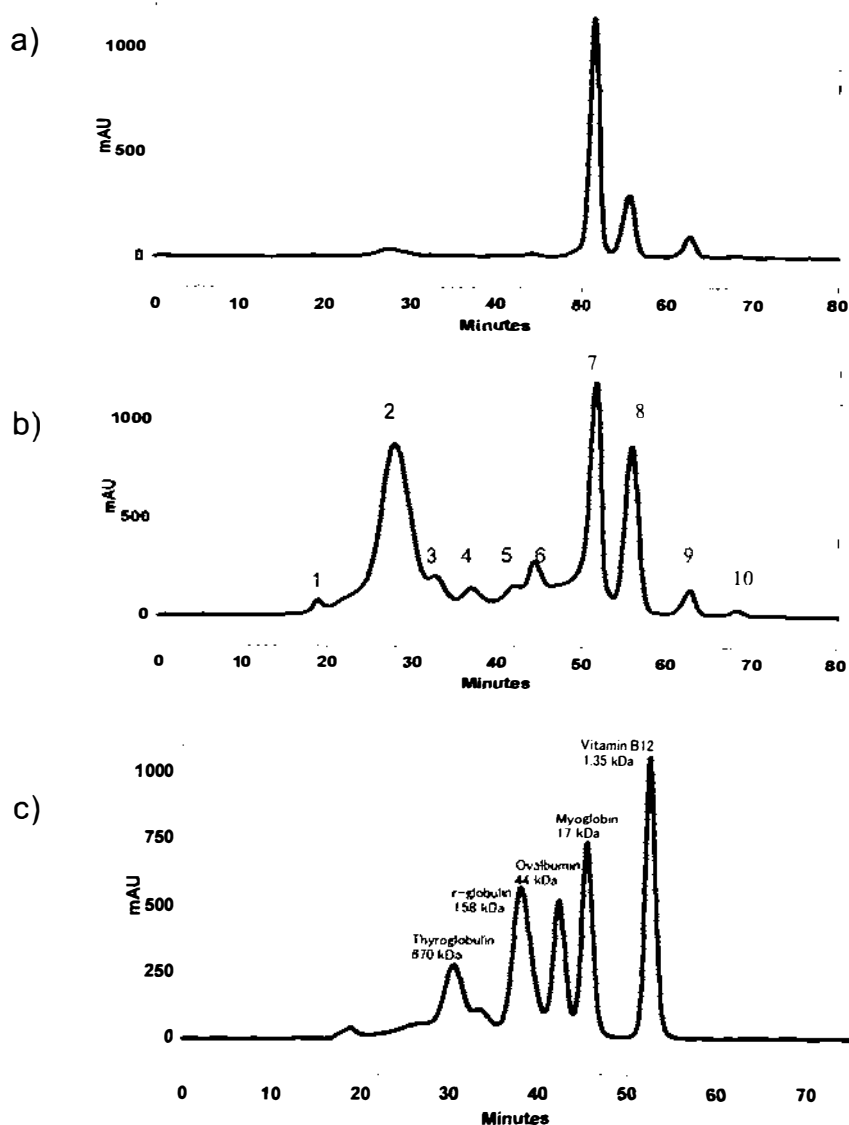 a)
1000
500
0
mAU
0 10 20 30 40 50 60 70 80
Minutes
b)
1000
500
0
mAU
1 2 3 4 5 6 7 8 9 10
0 10 20 30 40 50 60 70 80
Minutes
c)
1000
750
500
250
0
mAU
Thyroglobulin
670 kDa
r-globulin
158 kDa
Ovalbumin
44 kDa
Myoglobin
17 kDa
Vitamin B12
1.35 kDa
0 10 20 30 40 50 60 70
Minutes